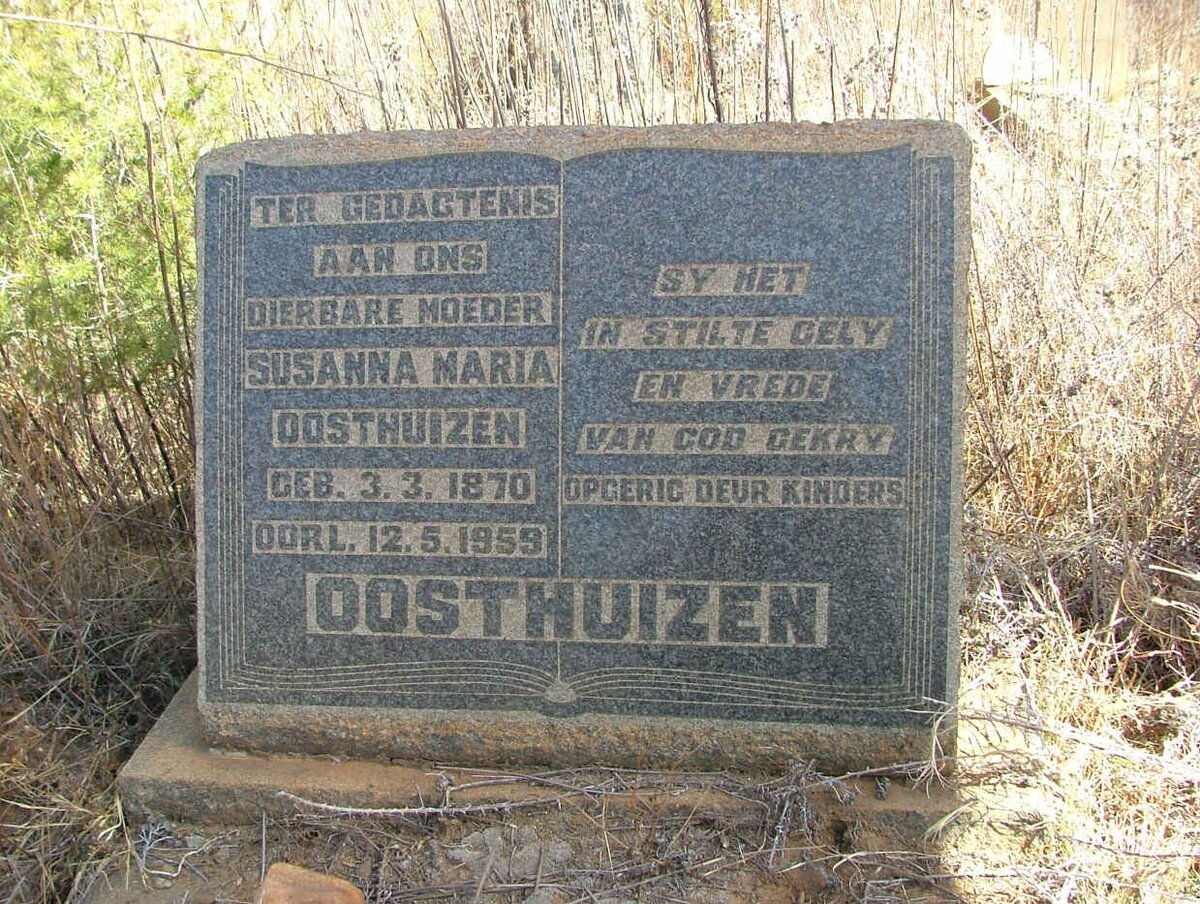 TER GEDAGTENIS
AAN ONS
DIERBARE MOEDER
SUSANNA MARIA
OOSTHUIZEN
GEB. 3. 3. 1870
OORL. 12. 5. 1959
SY HET
IN STILTE GELY
EN VREDE
VAN GOD GEKRY
OPGERIG DEUR KINDERS
OOSTHUIZEN